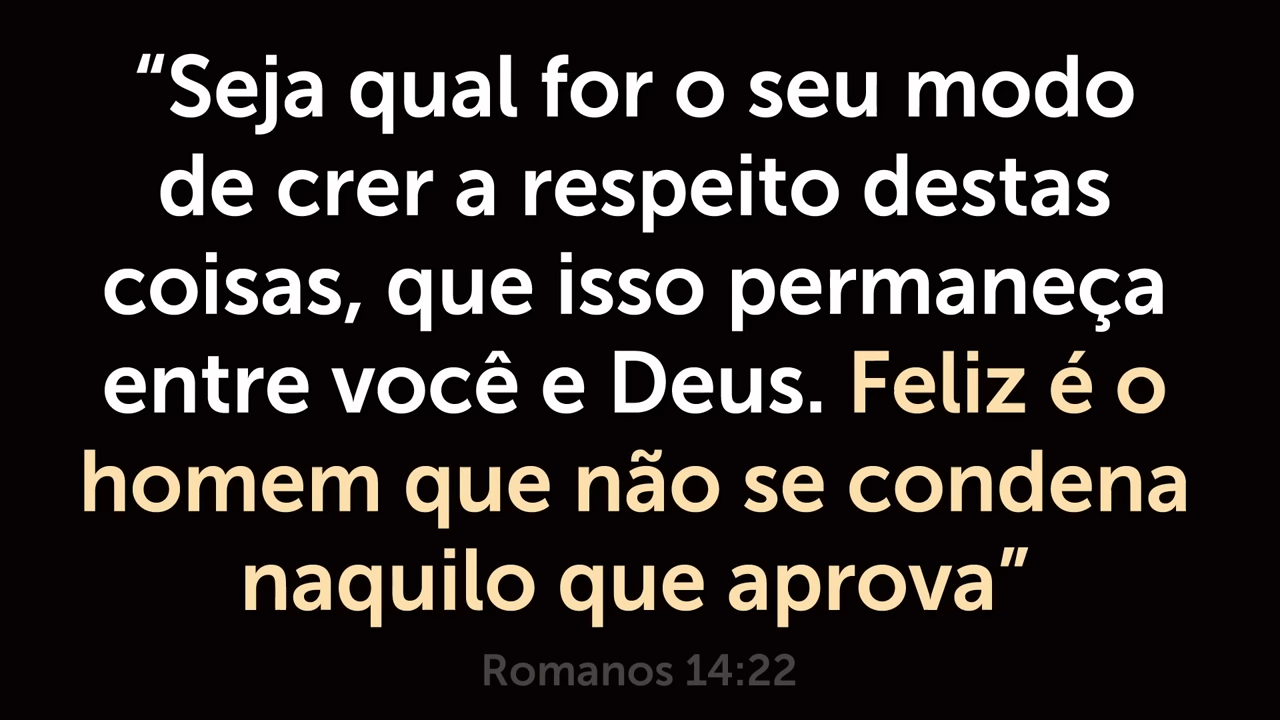 “Seja qual for o seu modo
de crer a respeito destas
coisas, que isso permaneça
entre você e Deus. Feliz é o
homem que não se condena
naquilo que aprova”
Romanos 14:22